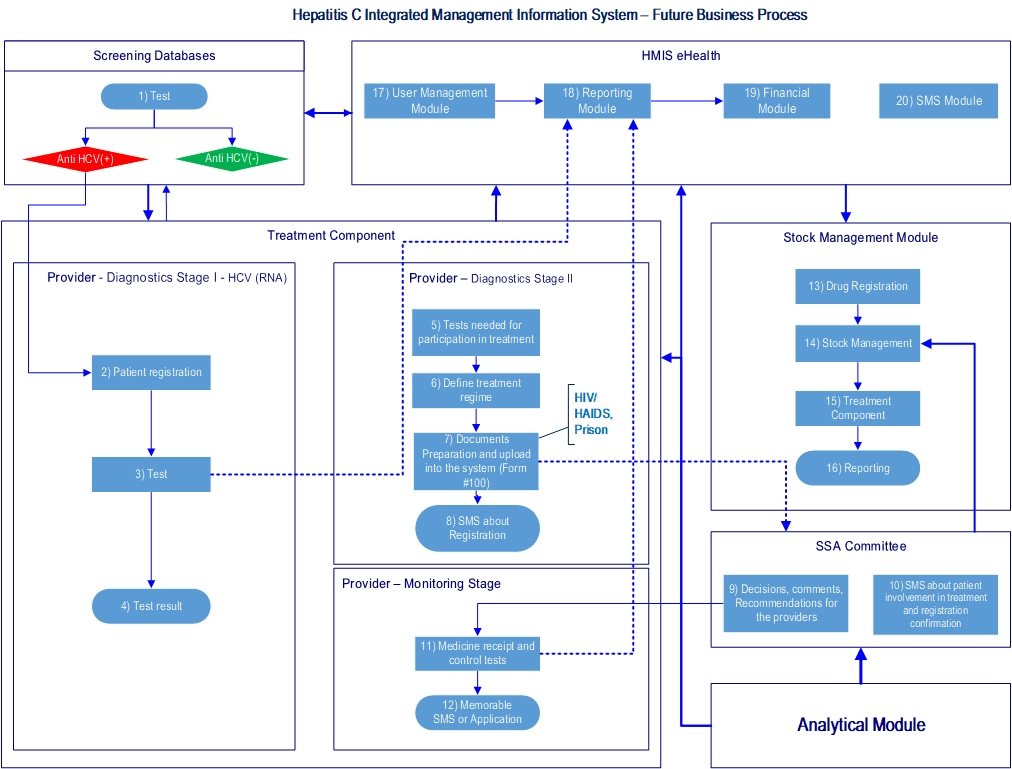 Hepatitis C Integrated Management Information System – Future Business Process
Screening Databases
1) Test
Anti HCV(+)
Anti HCV(-)
HMIS eHealth
17) User Management
Module
18) Reporting
Module
19) Financial
Module
20) SMS Module
Treatment Component
Provider - Diagnostics Stage I - HCV (RNA)
2) Patient registration
3) Test
4) Test result
Provider – Diagnostics Stage II
5) Tests needed for
participation in treatment
6) Define treatment
regime
HIV/
HAIDS,
Prison
7) Documents
Preparation and upload
into the system (Form
#100)
8) SMS about
Registration
Provider – Monitoring Stage
11) Medicine receipt and
control tests
12) Memorable
SMS or Application
Stock Management Module
13) Drug Registration
14) Stock Management
15) Treatment
Component
16) Reporting
SSA Committee
9) Decisions, comments,
Recommendations for
the providers
10) SMS about patient
involvement in treatment
and registration
confirmation
Analytical Module